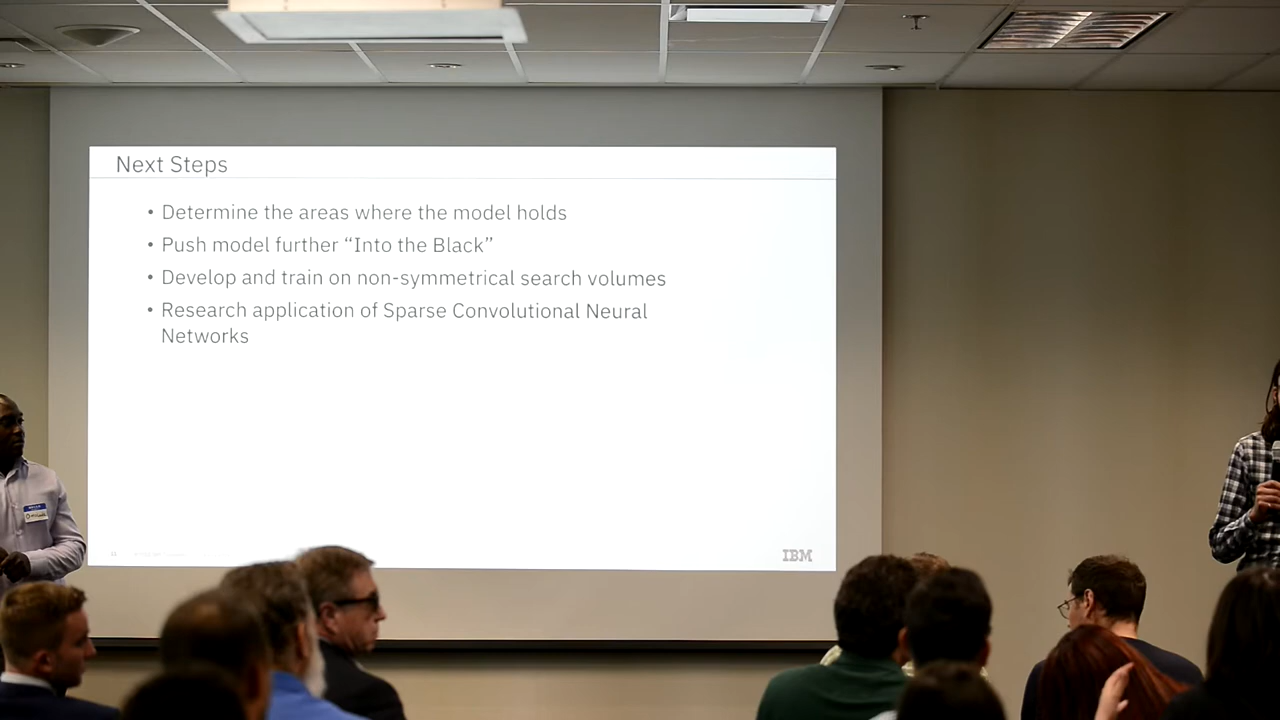 Next Steps
• Determine the areas where the model holds
• Push model further “Into the Black”
• Develop and train on non-symmetrical search volumes
• Research application of Sparse Convolutional Neural
Networks
IBM